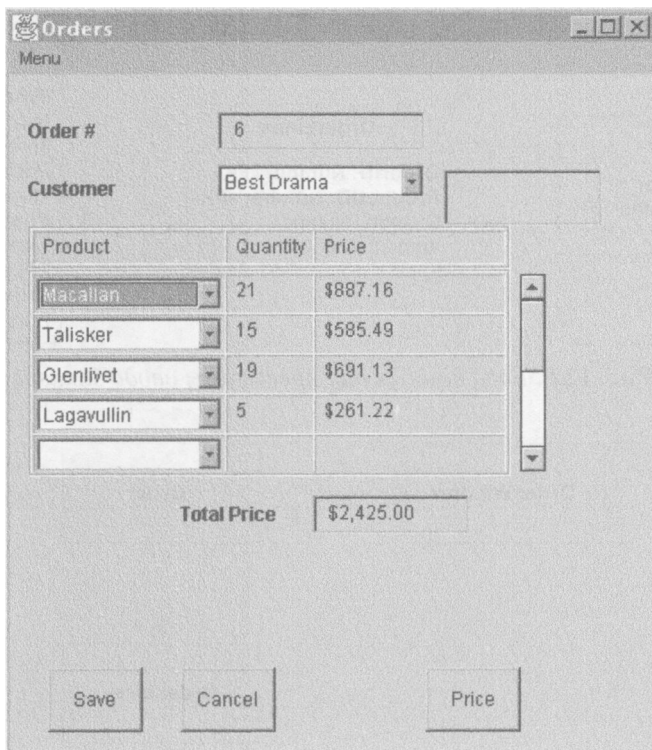 Orders
Menu
Order # 6
Customer Best Drama
Product Quantity Price
Macallan 21 $887.16
Talisker 15 $585.49
Glenlivet 19 $691.13
Lagavullin 5 $261.22
Total Price $2,425.00
Save Cancel Price